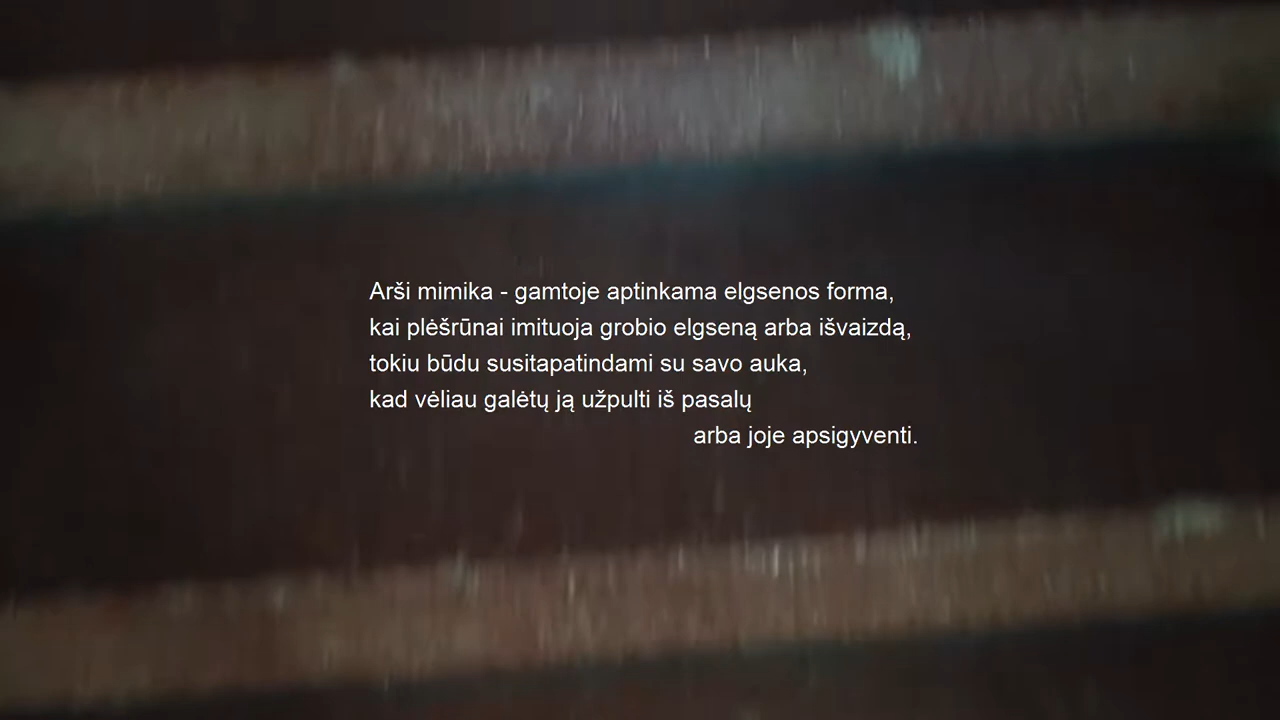 Arši mimika - gamtoje aptinkama elgsenos forma,
kai plėšrūnai imituoja grobio elgseną arba išvaizdą,
tokiu būdu susitapatindami su savo auka,
kad vėliau galėtų ją užpulti iš pasalų
arba joje apsigyventi.